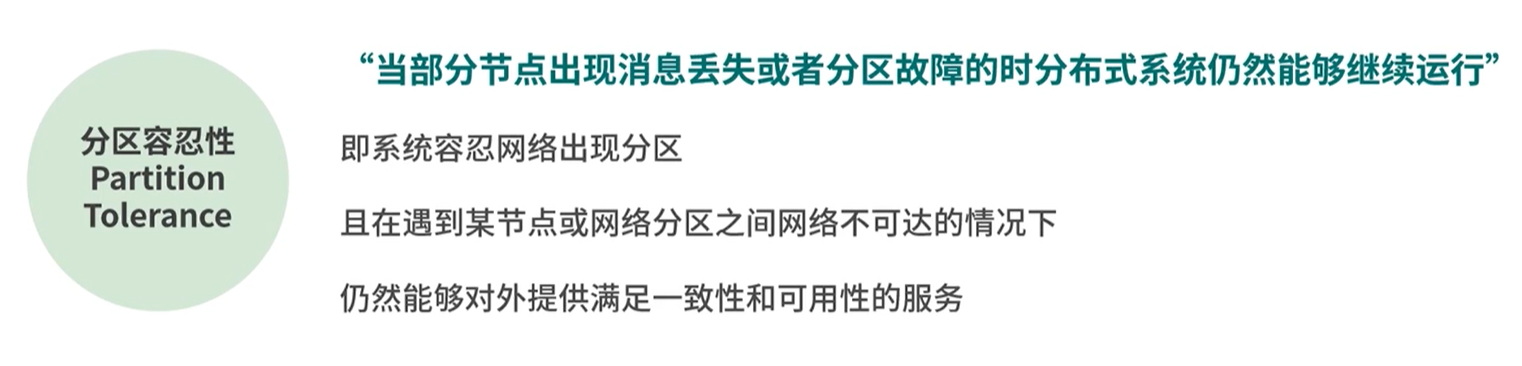 分区容忍性
Partition
Tolerance
“当部分节点出现消息丢失或者分区故障的时分布式系统仍然能够继续运行”
即系统容忍网络出现分区
且在遇到某节点或网络分区之间网络不可达的情况下
仍然能够对外提供满足一致性和可用性的服务